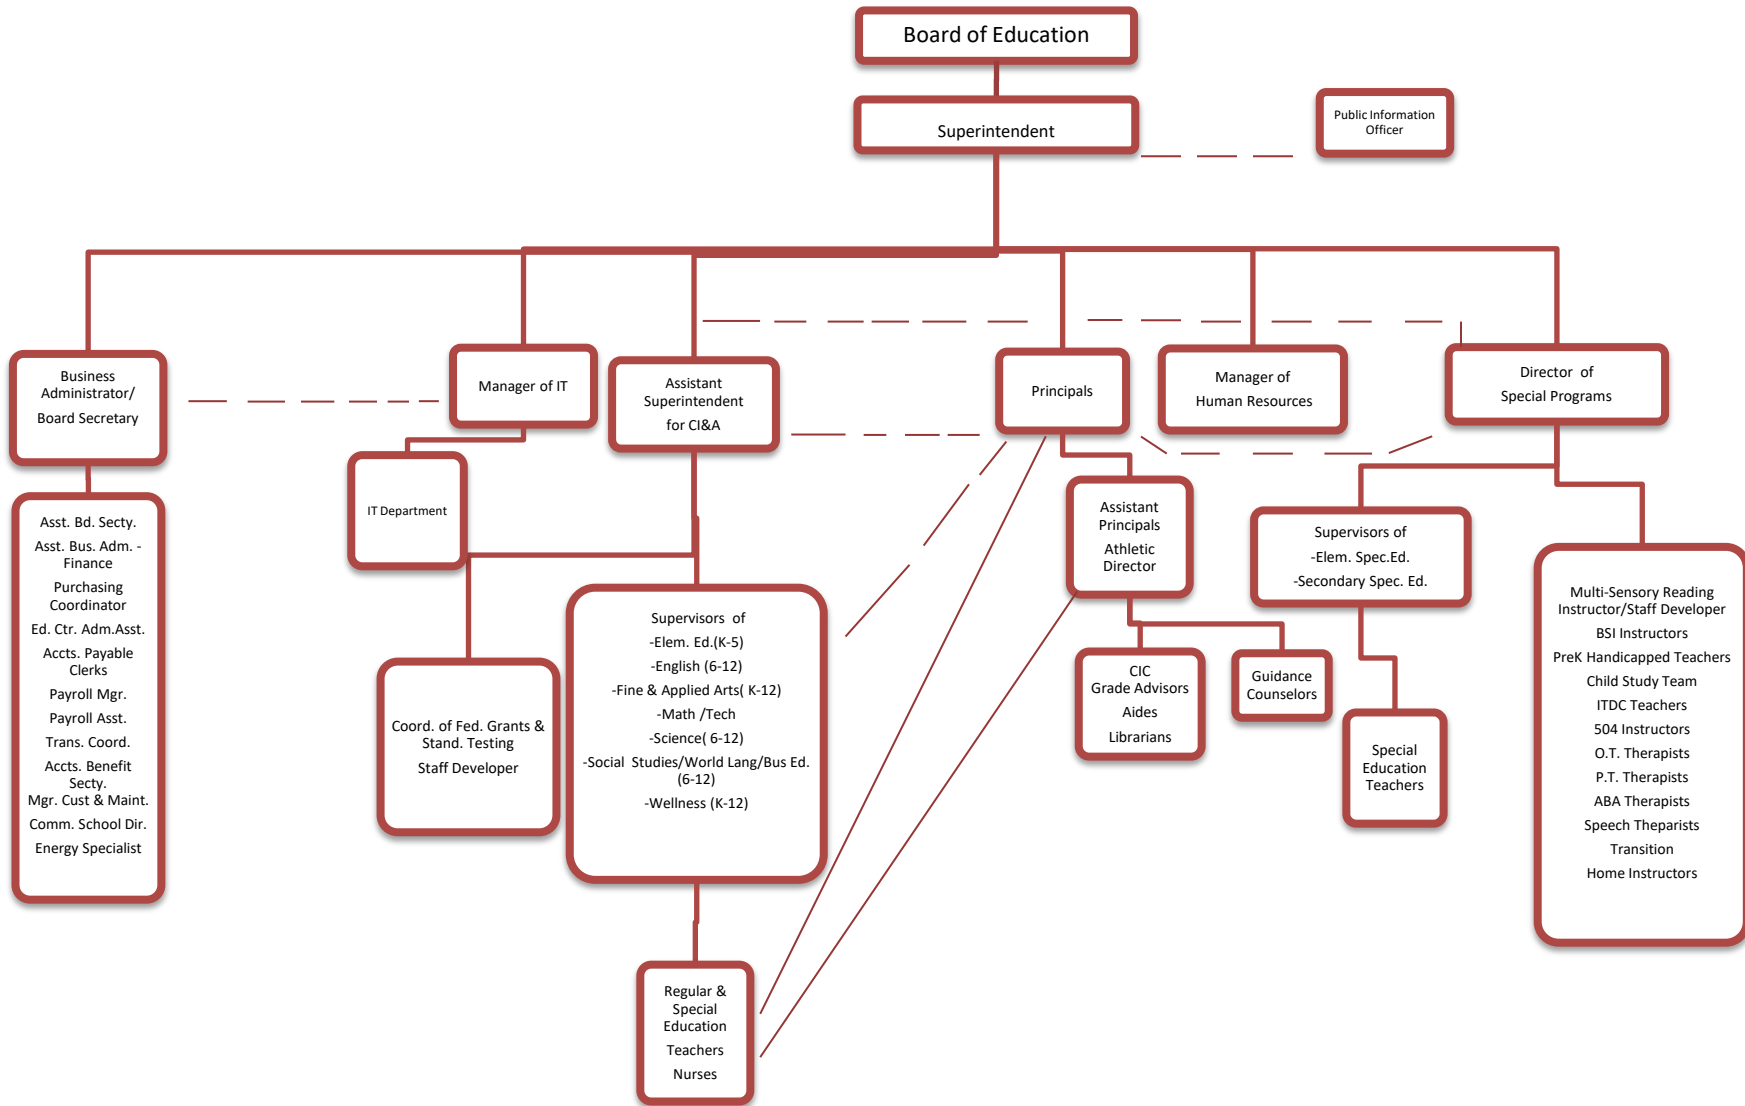 Board of Education
Superintendent
Public Information
Officer
Business
Administrator/
Board Secretary
Manager of IT
Assistant
Superintendent
for CI&A
Principals
Manager of
Human Resources
Director of
Special Programs
Asst. Bd. Secty.
Asst. Bus. Adm. -
Finance
Purchasing
Coordinator
Ed. Ctr. Adm.Asst.
Accts. Payable
Clerks
Payroll Mgr.
Payroll Asst.
Trans. Coord.
Accts. Benefit
Secty.
Mgr. Cust & Maint.
Comm. School Dir.
Energy Specialist
IT Department
Coord. of Fed. Grants &
Stand. Testing
Staff Developer
Supervisors of
-Elem. Ed.(K-5)
-English (6-12)
-Fine & Applied Arts( K-12)
-Math /Tech
-Science( 6-12)
-Social Studies/World Lang/Bus Ed.
(6-12)
-Wellness (K-12)
Regular &
Special
Education
Teachers
Nurses
Assistant
Principals
Athletic
Director
CIC
Grade Advisors
Aides
Librarians
Guidance
Counselors
Supervisors of
-Elem. Spec.Ed.
-Secondary Spec. Ed.
Special
Education
Teachers
Multi-Sensory Reading
Instructor/Staff Developer
BSI Instructors
PreK Handicapped Teachers
Child Study Team
ITDC Teachers
504 Instructors
O.T. Therapists
P.T. Therapists
ABA Therapists
Speech Theparists
Transition
Home Instructors